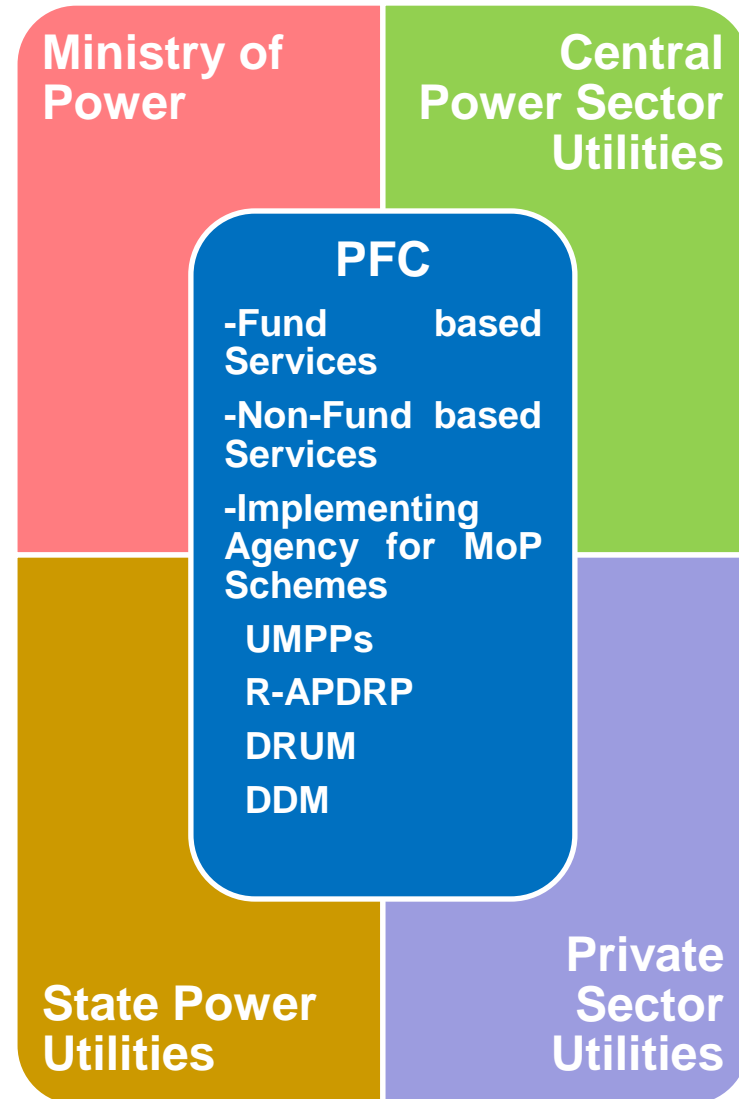 Ministry of
Power
Central
Power Sector
Utilities
PFC
-Fund based
Services
-Non-Fund based
Services
-Implementing
Agency for MoP
Schemes
UMPPs
R-APDRP
DRUM
DDM
State Power
Utilities
Private
Sector
Utilities